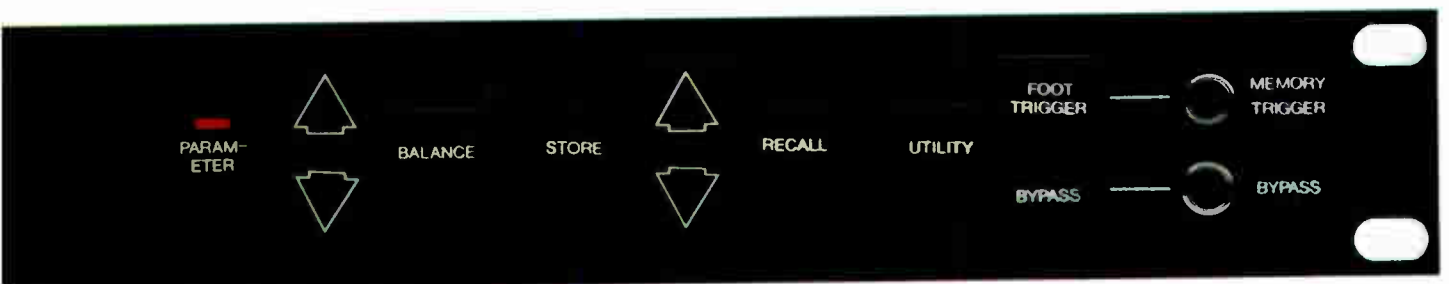 PARAM-
ETER
BALANCE
STORE
RECALL
UTILITY
FOOT
TRIGGER
MEMORY
TRIGGER
BYPASS
BYPASS